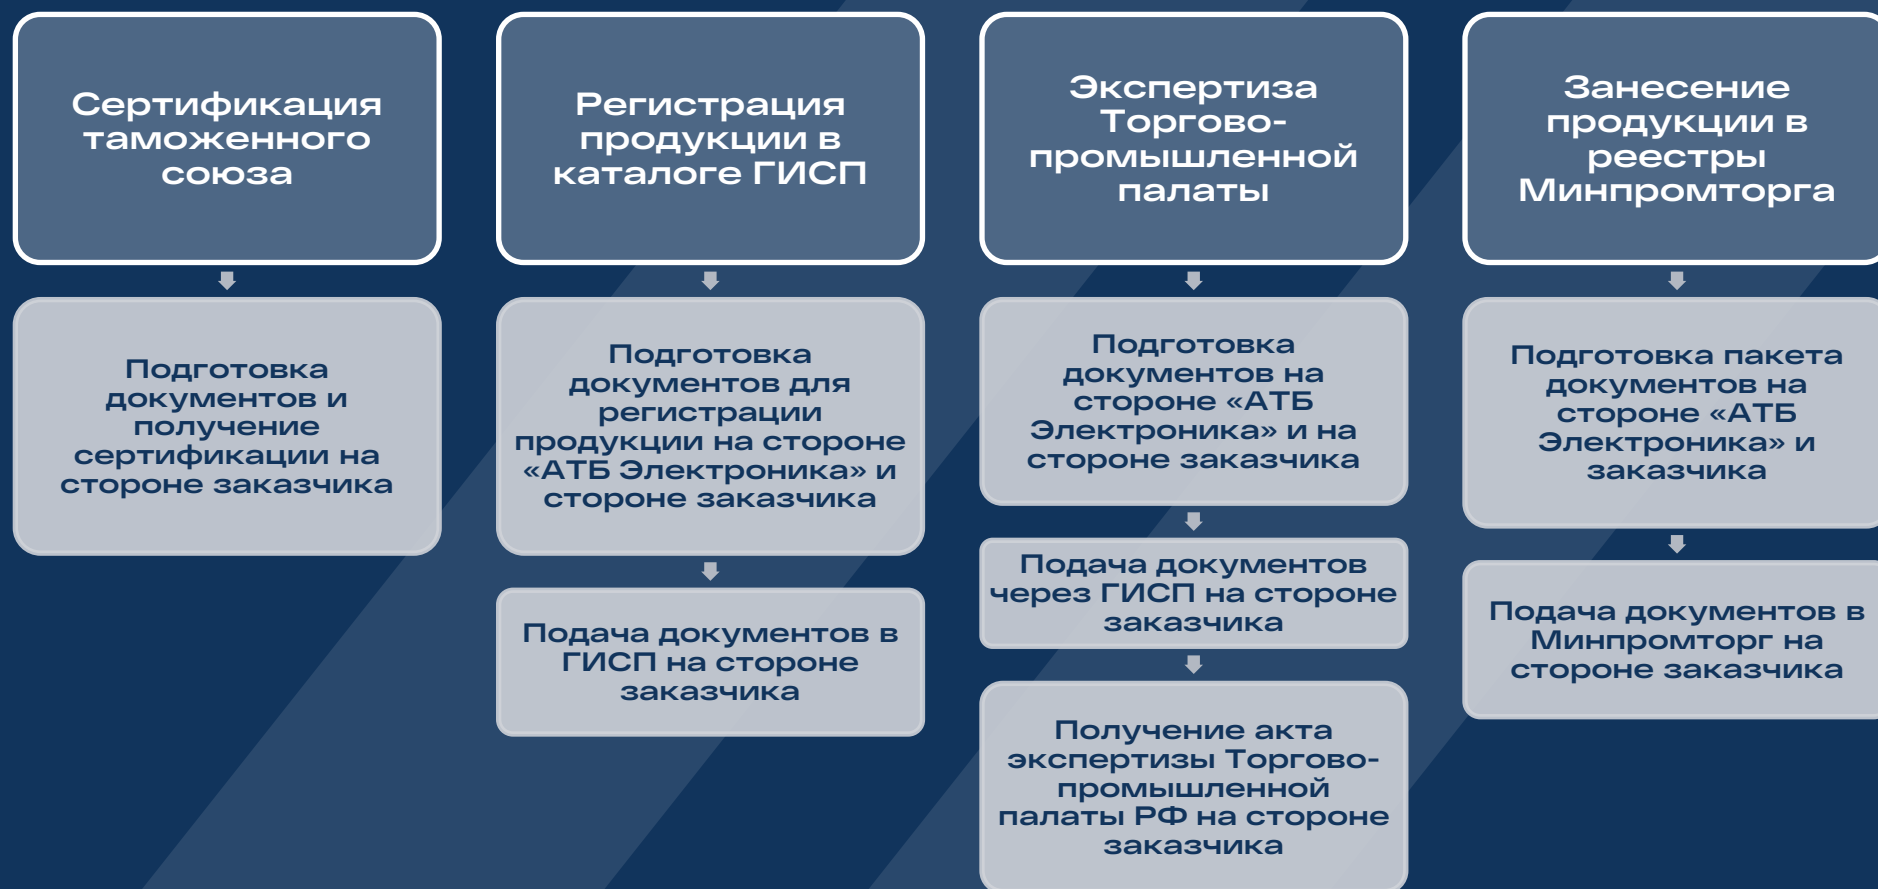 Сертификация
таможенного
союза
Подготовка
документов и
получение
сертификации на
стороне заказчика
Регистрация
продукции в
каталоге ГИСП
Подготовка
документов для
регистрации
продукции на стороне
«АТБ Электроника» и
стороне заказчика
Подача документов в
ГИСП на стороне
заказчика
Экспертиза
Торгово-
промышленной
палаты
Подготовка
документов на
стороне «АТБ
Электроника» и на
стороне заказчика
Подача документов
через ГИСП на стороне
заказчика
Получение акта
экспертизы Торгово-
промышленной
палаты РФ на стороне
заказчика
Занесение
продукции в
реестры
Минпромторга
Подготовка пакета
документов на
стороне «АТБ
Электроника» и
заказчика
Подача документов в
Минпромторг на
стороне заказчика